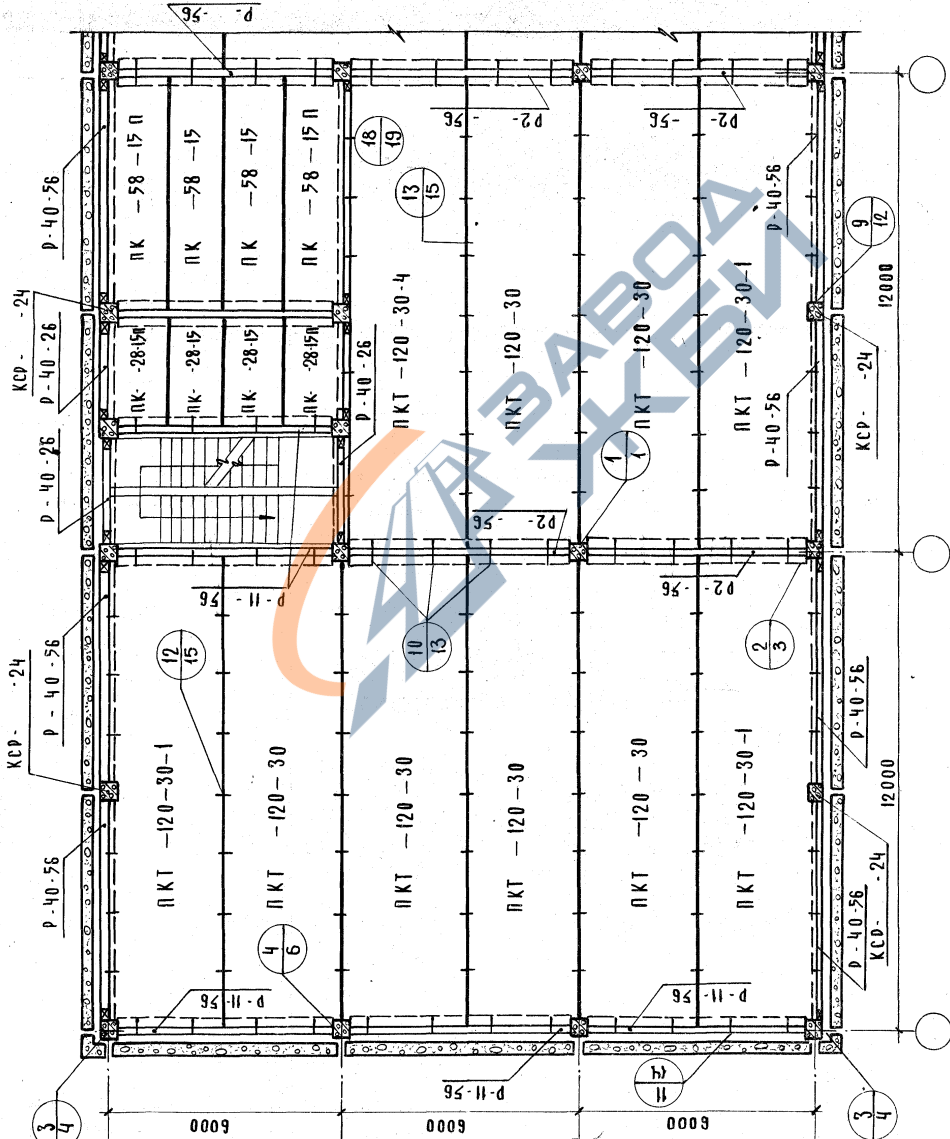 Р- -56
Р2- -56
Р2- -56
Р-40-56
ПК -58-15 П
ПК -58-15
ПК -58-15
ПК -58-15 П
18
19
13
15
Р-40-56
9
12
12000
КСР- -24
Р-40-26
ПК- -28-15П
ПК- -28-15
ПК- -28-15
ПК- -28-15П
Р-40-26
ПКТ -120-30-4
ПКТ -120-30
ПКТ -120-30
ПКТ -120-30-1
ЗАВОД
ЖБИ
Р-40-26
Р-40-56
КСР- -24
1
1
Р2- -56
Р-11-56
Р2- -56
12
15
10
13
2
3
КСР- -24
Р-40-56
Р-40-56
ПКТ -120-30-1
ПКТ -120-30
ПКТ -120-30
ПКТ -120-30
ПКТ -120-30
ПКТ -120-30-1
12000
Р-40-56
4
6
Р-40-56
КСР- -24
Р-11-56
Р-11-56
Р-11-56
11
14
3
4
6000
6000
6000
3
4